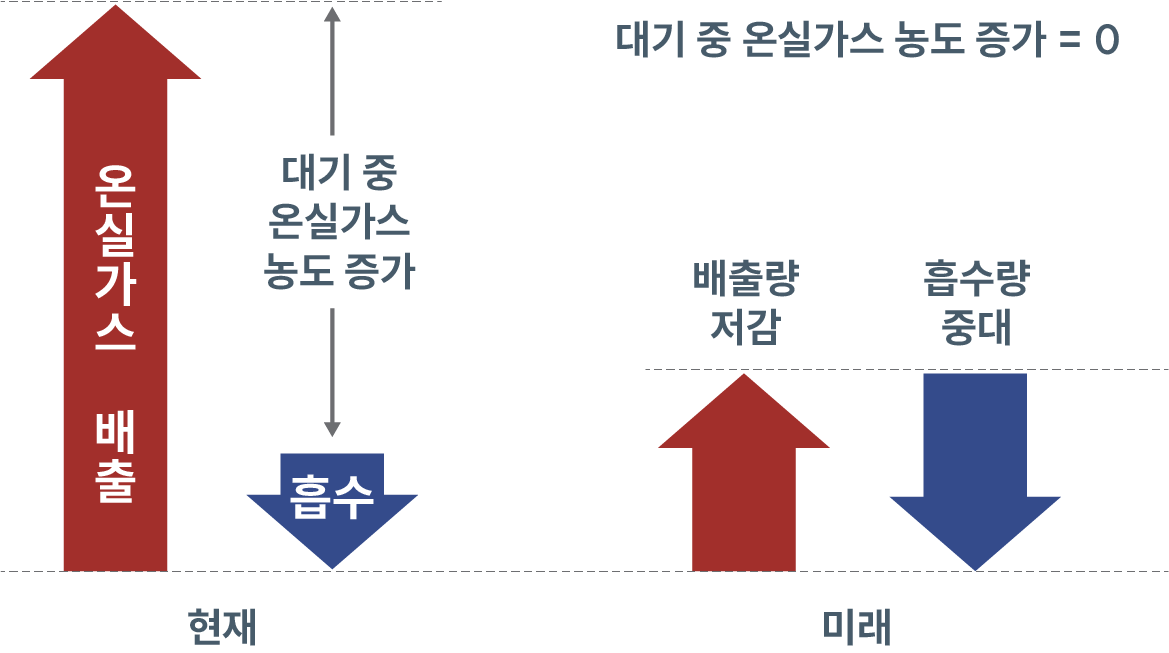 대기 중 온실가스 농도 증가 = 0
온실가스 배출
대기 중
온실가스
농도 증가
흡수
배출량
저감
흡수량
중대
현재
미래